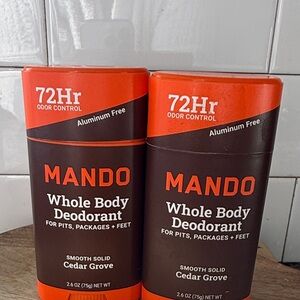 72Hr
ODOR CONTROL
Aluminum Free
MANDO
Whole Body
Deodorant
FOR PITS, PACKAGES + FEET
SMOOTH SOLID
Cedar Grove
2.6 OZ (75g) NET WT
72Hr
ODOR CONTROL
Aluminum Free
MANDO
Whole Body
Deodorant
FOR PITS, PACKAGES + FEET
SMOOTH SOLID
Cedar Grove
2.6 OZ (75g) NET WT